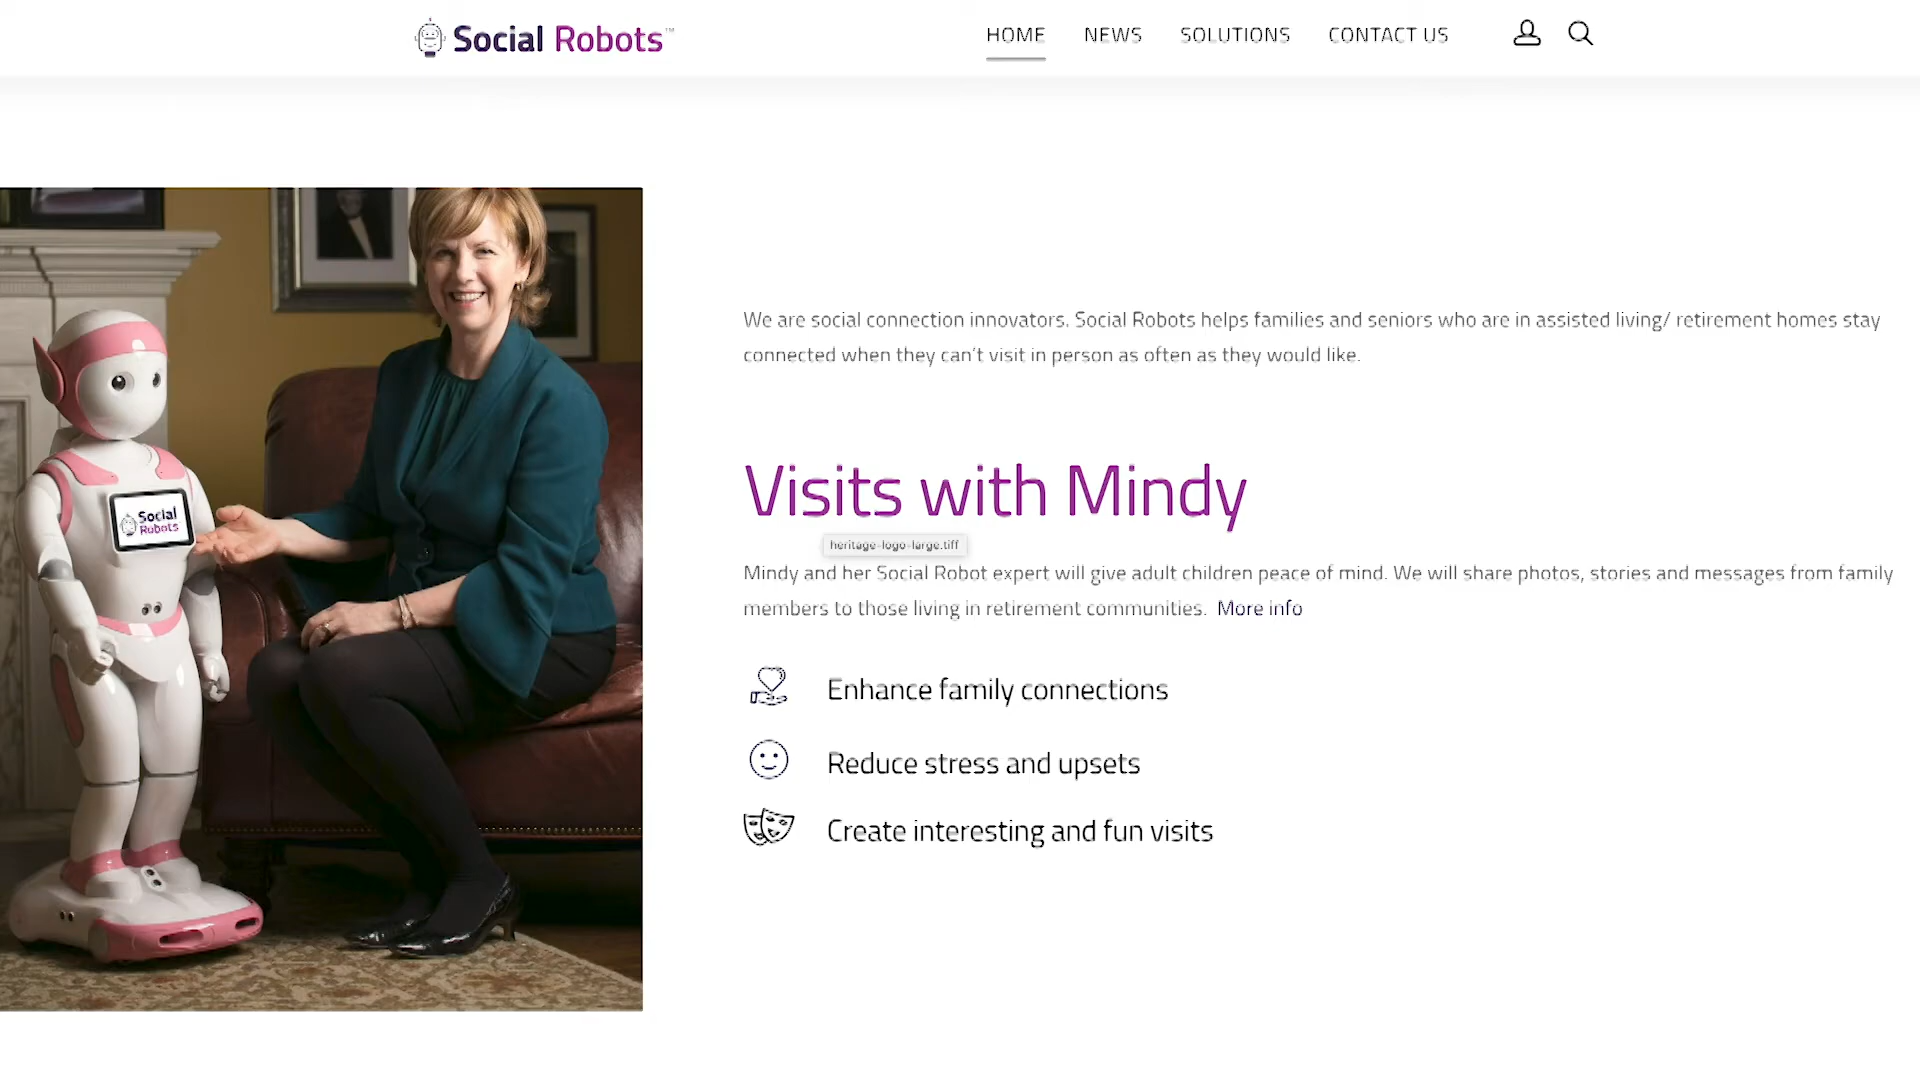 Social Robots™
HOME NEWS SOLUTIONS CONTACT US
Social
Robots
We are social connection innovators. Social Robots helps families and seniors who are in assisted living/ retirement homes stay
connected when they can't visit in person as often as they would like.
Visits with Mindy
heritage-logo-large.tiff
Mindy and her Social Robot expert will give adult children peace of mind. We will share photos, stories and messages from family
members to those living in retirement communities. More info
Enhance family connections
Reduce stress and upsets
Create interesting and fun visits